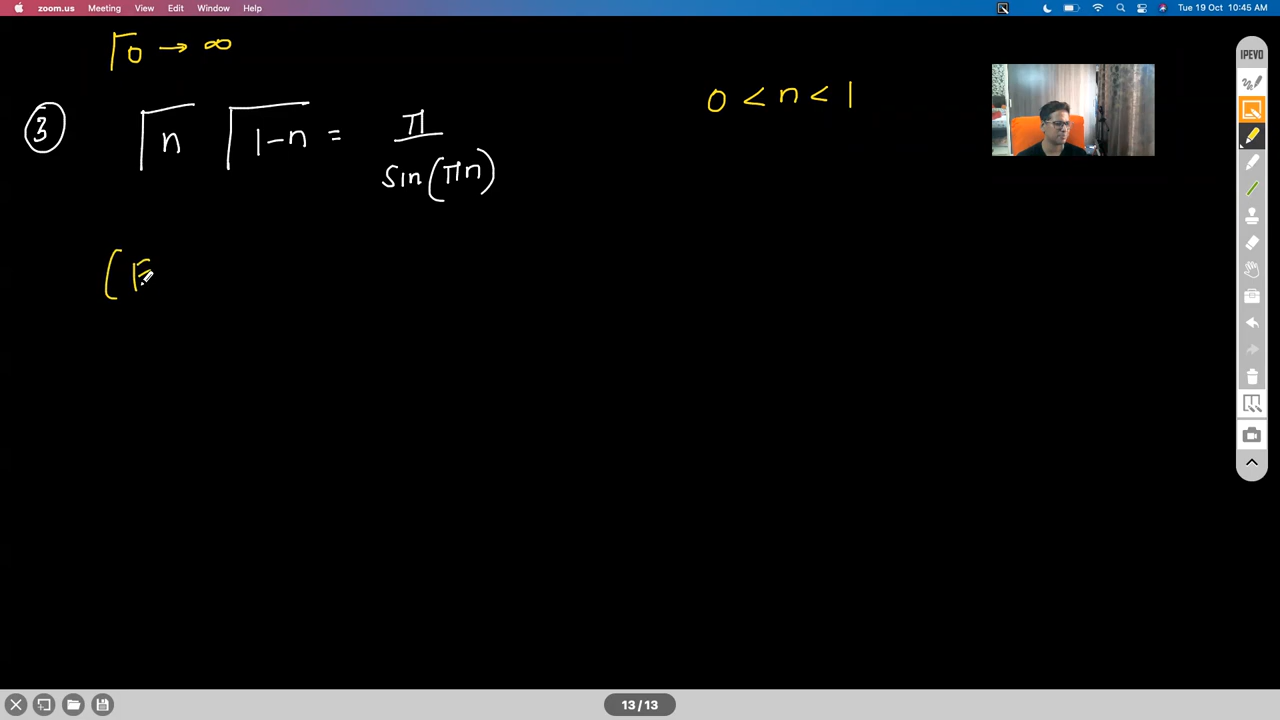 zoom.us Meeting View Edit Window Help Tue 19 Oct 10:45 AM
Γ0 → ∞
IPEVO
0 < n < 1
③ Γn Γ1-n = π / sin(πn)
13/13